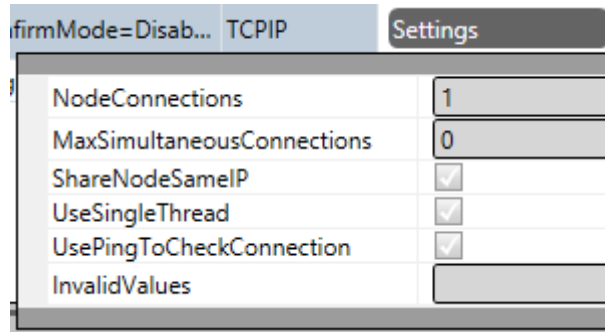 firmMode=Disab... TCPIP Settings
NodeConnections 1
MaxSimultaneousConnections 0
ShareNodeSameIP
UseSingleThread
UsePingToCheckConnection
InvalidValues